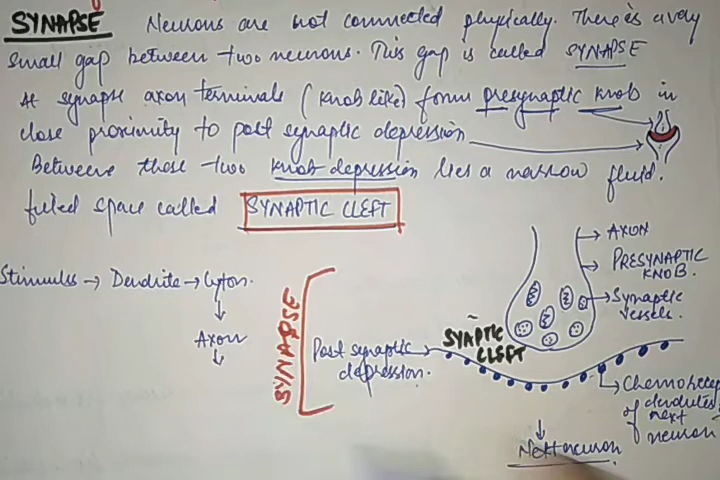 SYNAPSE Neurons are not connected physically. There is a very
small gap between two neurons. This gap is called SYNAPSE
At synapse axon terminals (knob like) form presynaptic knob in
close proximity to post synaptic depression
Between these two knob depression lies a narrow fluid.
filled space called SYNAPTIC CLEFT
AXON
PRESYNAPTIC
KNOB.
Synaptic
vessels.
Stimulus → Dendrite → Cyton.
Axon
SYNAPSE
SYAPTIC
CLEFT
Post synaptic
depression.
Chemorecep
of dendrites
next
neuron
Next neuron